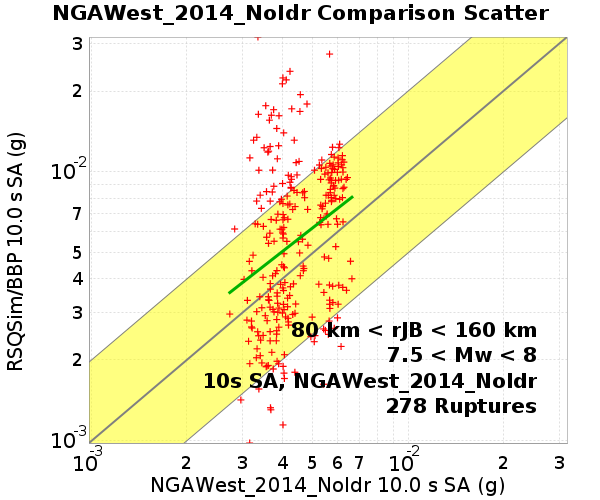 NGAWest_2014_NoIdr Comparison Scatter
RSQSim/BBP 10.0 s SA (g)
3
2
10-2
7
5
4
3
2
10-3
80 km < rJB < 160 km
7.5 < Mw < 8
10s SA, NGAWest_2014_NoIdr
278 Ruptures
10-3 2 3 4 5 6 7 10-2 2 3
NGAWest_2014_NoIdr 10.0 s SA (g)